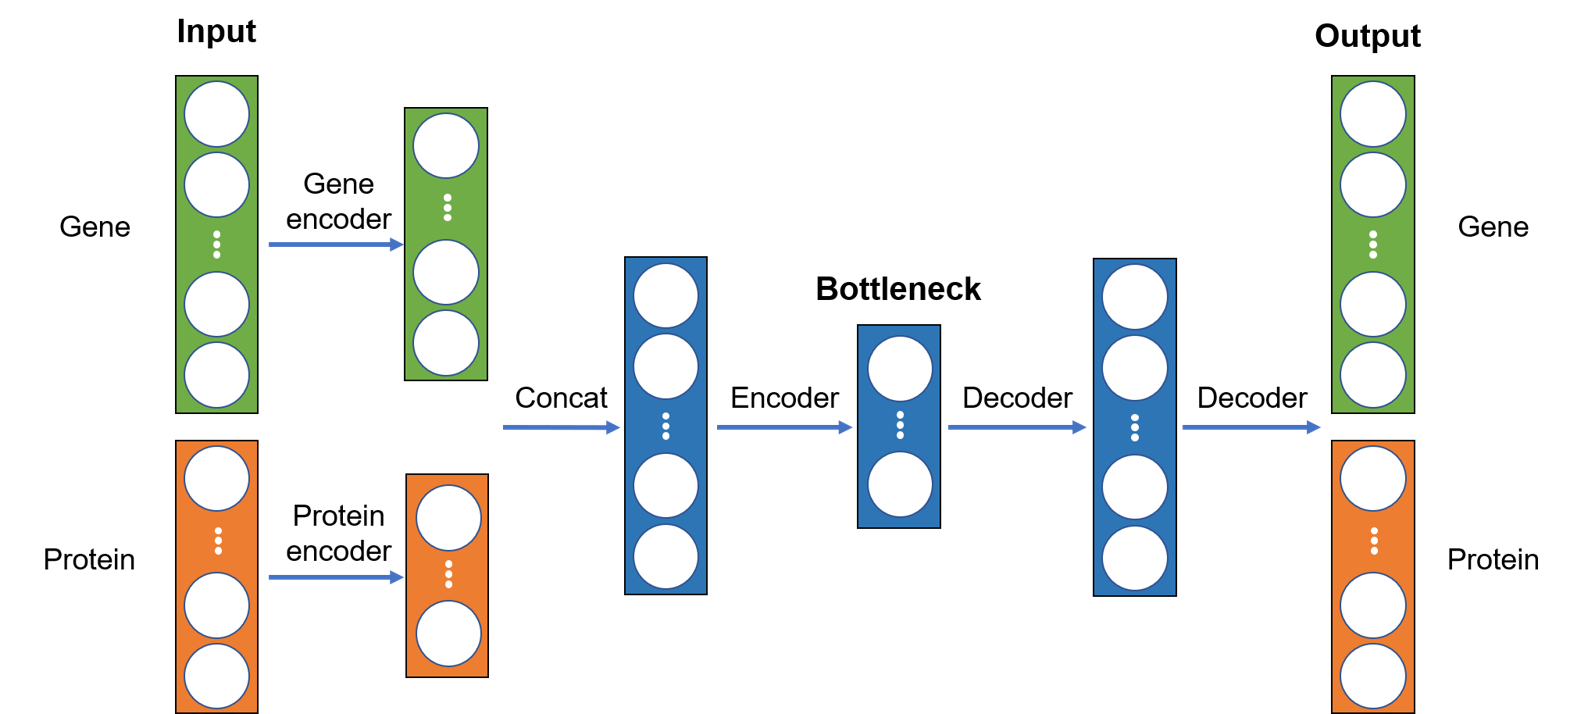 Input
Output
Gene
encoder
Gene
Gene
Bottleneck
Concat
Encoder
Decoder
Decoder
Protein
encoder
Protein
Protein